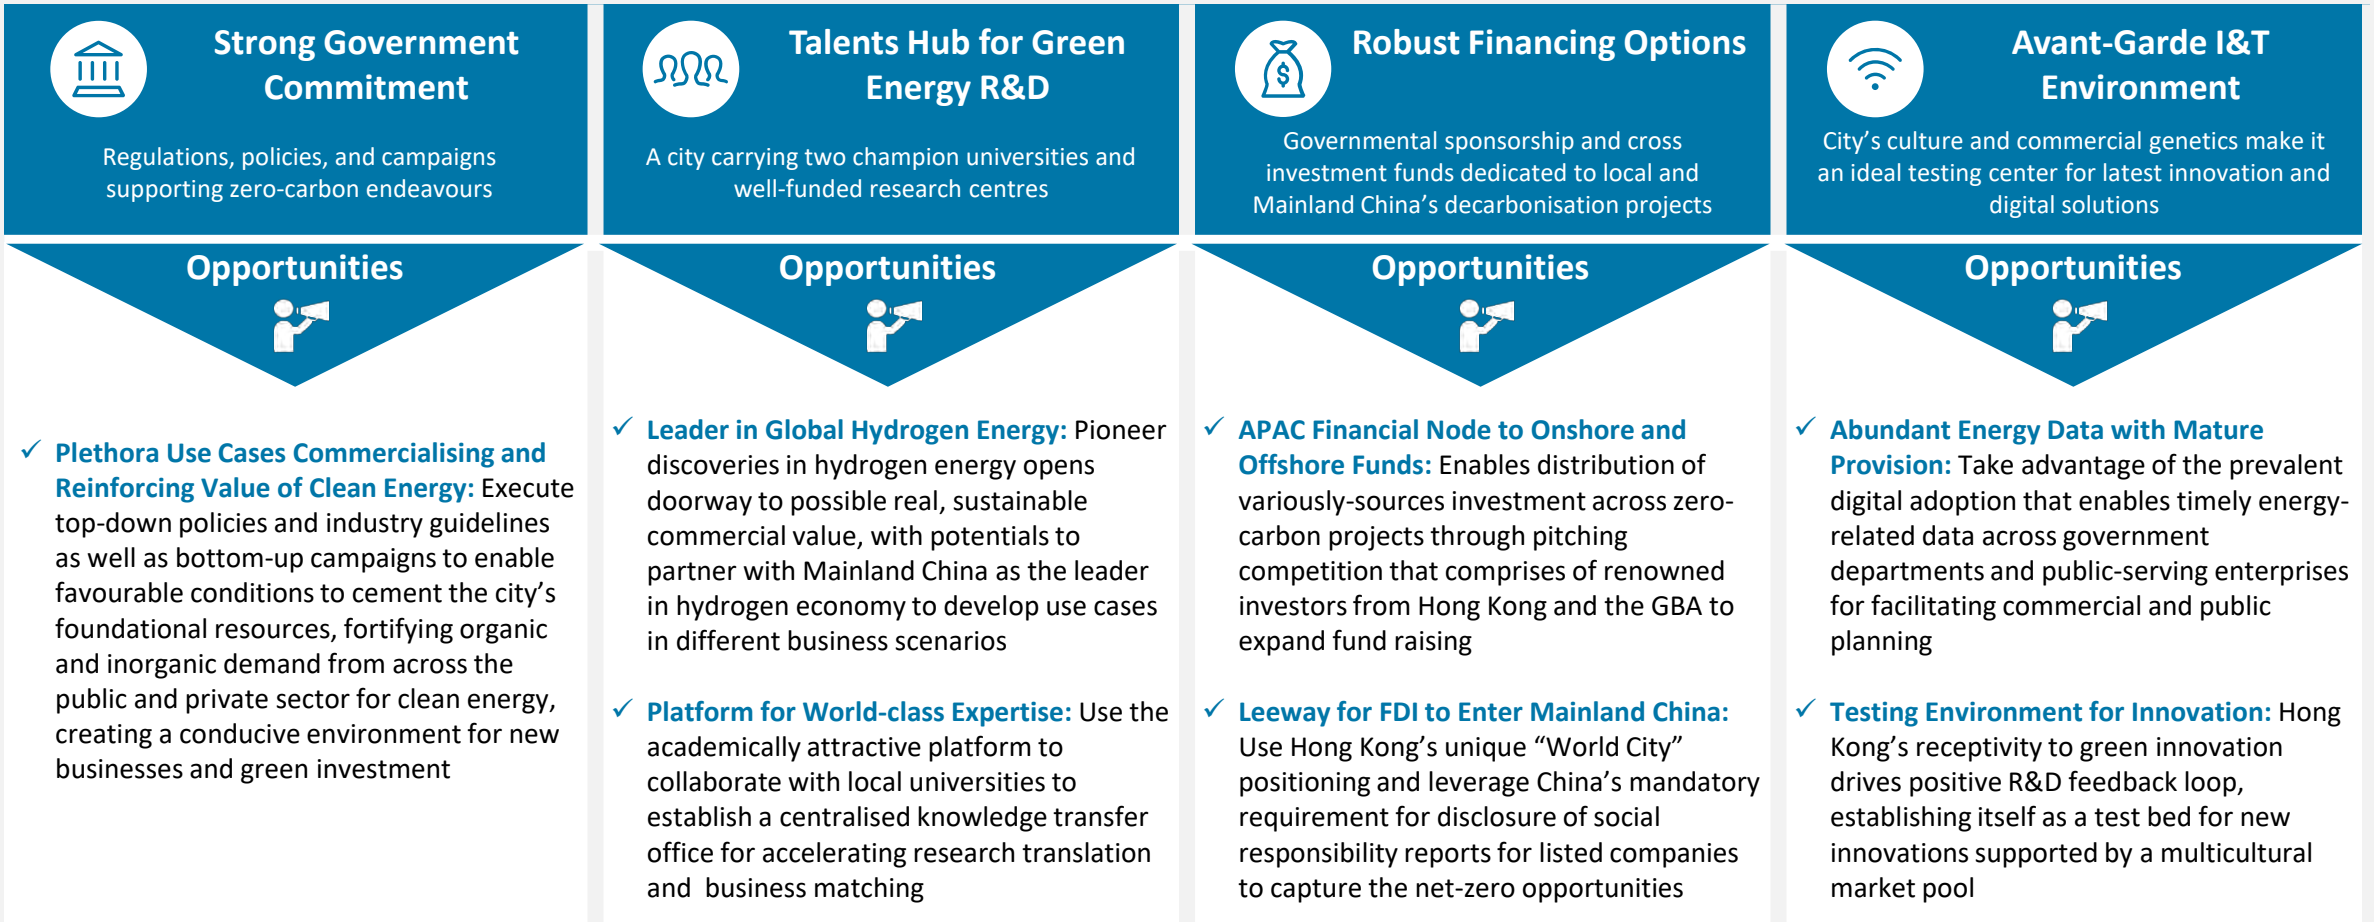 Strong Government
Commitment
Regulations, policies, and campaigns
supporting zero-carbon endeavours
Opportunities
✓ Plethora Use Cases Commercialising and
Reinforcing Value of Clean Energy: Execute
top-down policies and industry guidelines
as well as bottom-up campaigns to enable
favourable conditions to cement the city’s
foundational resources, fortifying organic
and inorganic demand from across the
public and private sector for clean energy,
creating a conducive environment for new
businesses and green investment
Talents Hub for Green
Energy R&D
A city carrying two champion universities and
well-funded research centres
Opportunities
✓ Leader in Global Hydrogen Energy: Pioneer
discoveries in hydrogen energy opens
doorway to possible real, sustainable
commercial value, with potentials to
partner with Mainland China as the leader
in hydrogen economy to develop use cases
in different business scenarios
✓ Platform for World-class Expertise: Use the
academically attractive platform to
collaborate with local universities to
establish a centralised knowledge transfer
office for accelerating research translation
and business matching
Robust Financing Options
Governmental sponsorship and cross
investment funds dedicated to local and
Mainland China’s decarbonisation projects
Opportunities
✓ APAC Financial Node to Onshore and
Offshore Funds: Enables distribution of
variously-sources investment across zero-
carbon projects through pitching
competition that comprises of renowned
investors from Hong Kong and the GBA to
expand fund raising
✓ Leeway for FDI to Enter Mainland China:
Use Hong Kong’s unique “World City”
positioning and leverage China’s mandatory
requirement for disclosure of social
responsibility reports for listed companies
to capture the net-zero opportunities
Avant-Garde I&T
Environment
City’s culture and commercial genetics make it
an ideal testing center for latest innovation and
digital solutions
Opportunities
✓ Abundant Energy Data with Mature
Provision: Take advantage of the prevalent
digital adoption that enables timely energy-
related data across government
departments and public-serving enterprises
for facilitating commercial and public
planning
✓ Testing Environment for Innovation: Hong
Kong’s receptivity to green innovation
drives positive R&D feedback loop,
establishing itself as a test bed for new
innovations supported by a multicultural
market pool